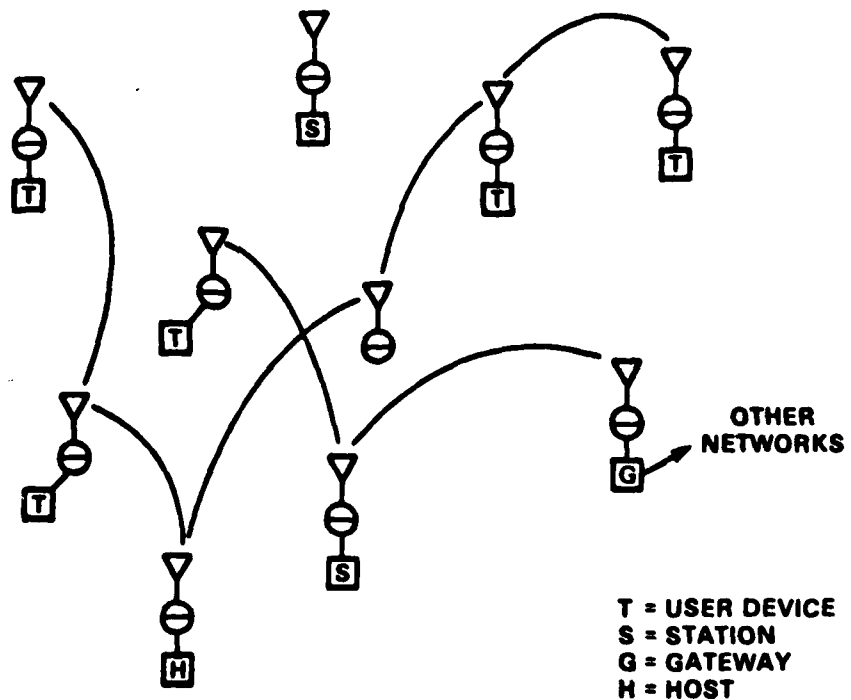 S
T
T
T
T
OTHER
NETWORKS
G
T
S
H
T = USER DEVICE
S = STATION
G = GATEWAY
H = HOST